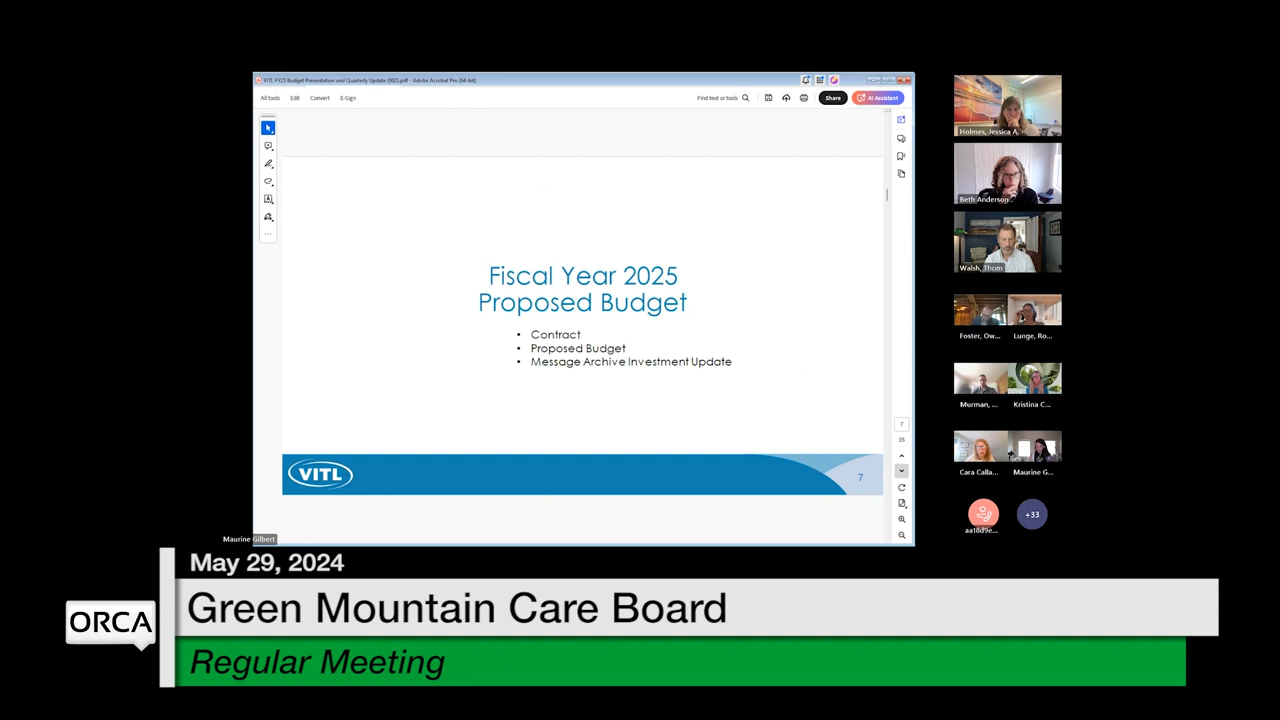 VITL FY25 Budget Presentation and Quarterly Update (002).pdf - Adobe Acrobat Pro (64-bit)
All tools Edit Convert E-Sign
Find text or tools
Share
AI Assistant
Fiscal Year 2025
Proposed Budget
• Contract
• Proposed Budget
• Message Archive Investment Update
VITL
7
7
35
Maurine Gilbert
Holmes, Jessica A.
Beth Anderson
Walsh, Thom
Foster, Ow... Lunge, Ro...
Murman, ... Kristina C...
Cara Calla... Maurine G...
aa18d9e...
+33
May 29, 2024
ORCA
Green Mountain Care Board
Regular Meeting